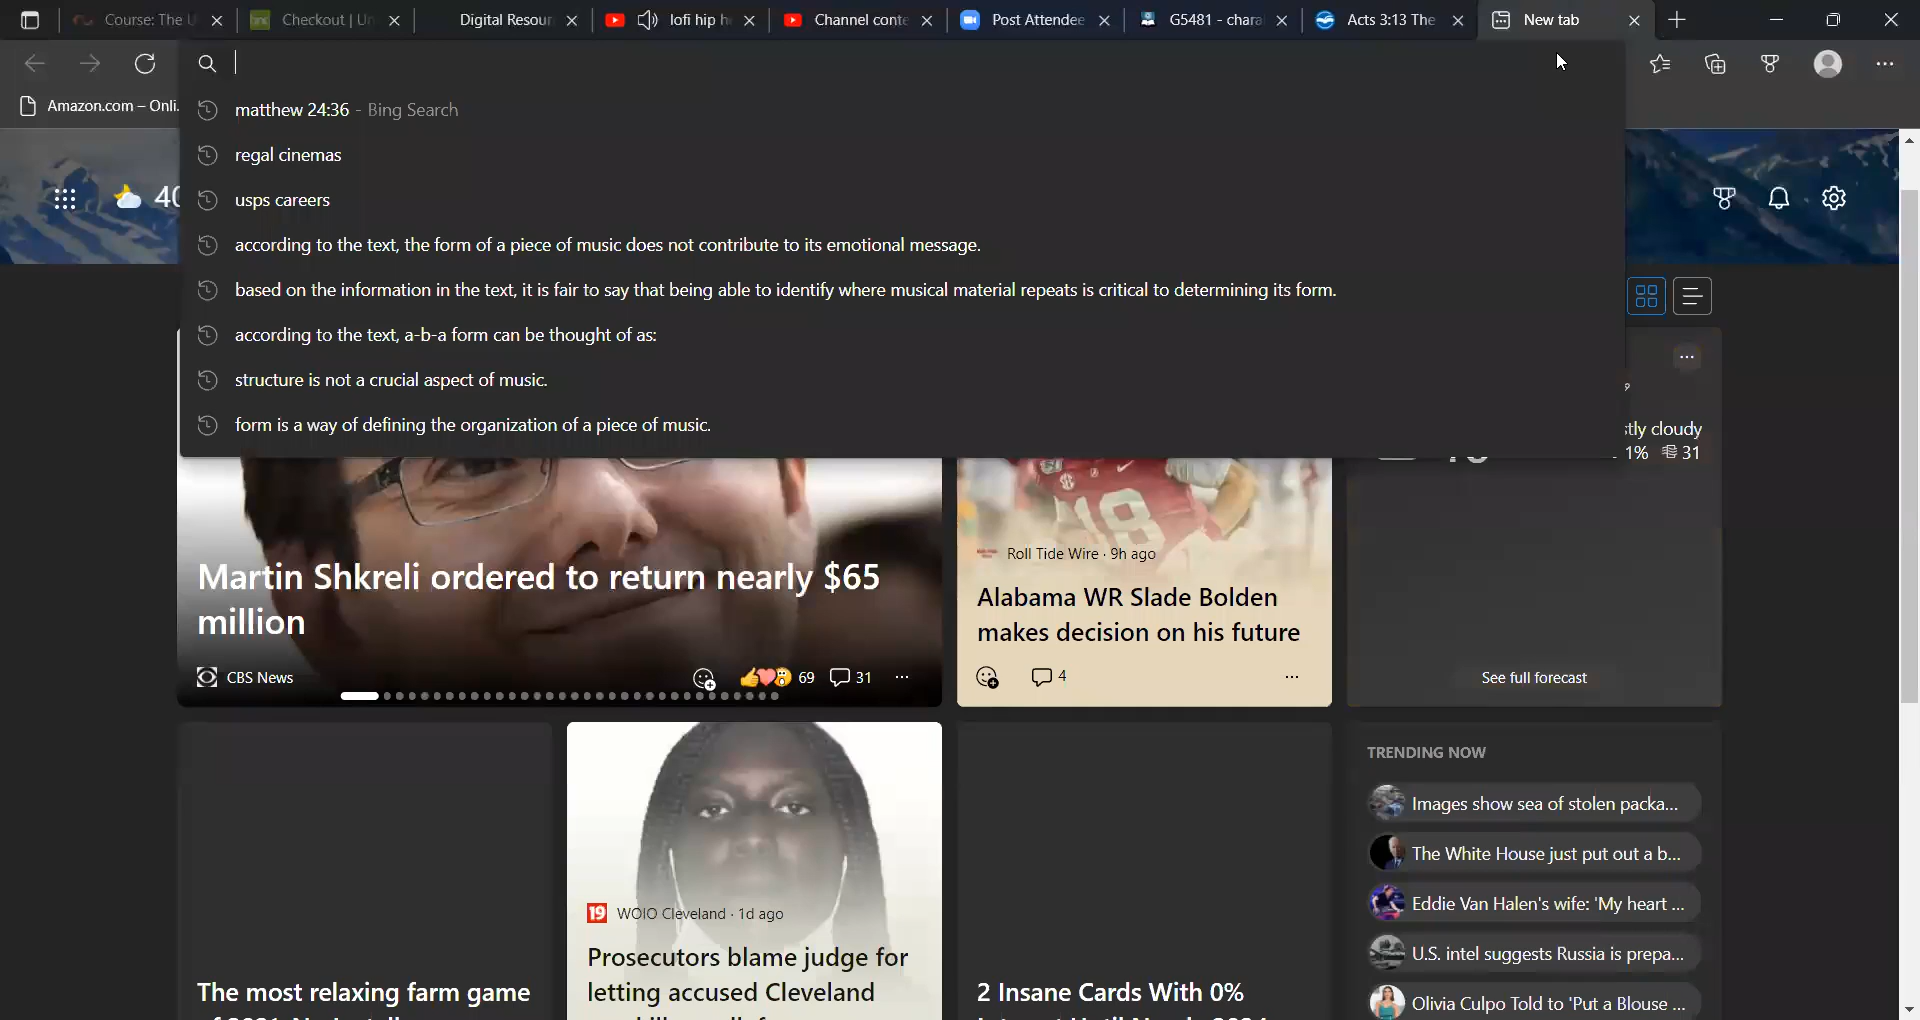 Course: The U
Checkout | Un
Digital Resour
lofi hip h
Channel conte
Post Attendee
G5481 - chara
Acts 3:13 The
New tab
Amazon.com – Onli...
matthew 24:36 - Bing Search
regal cinemas
usps careers
40
according to the text, the form of a piece of music does not contribute to its emotional message.
based on the information in the text, it is fair to say that being able to identify where musical material repeats is critical to determining its form.
according to the text, a-b-a form can be thought of as:
structure is not a crucial aspect of music.
form is a way of defining the organization of a piece of music.
stly cloudy
1% 31
18
Martin Shkreli ordered to return nearly $65
million
CBS News
69
31
Roll Tide Wire · 9h ago
Alabama WR Slade Bolden
makes decision on his future
4
See full forecast
The most relaxing farm game
19 WOIO Cleveland · 1d ago
Prosecutors blame judge for
letting accused Cleveland
2 Insane Cards With 0%
TRENDING NOW
Images show sea of stolen packa...
The White House just put out a b...
Eddie Van Halen's wife: 'My heart ...
U.S. intel suggests Russia is prepa...
Olivia Culpo Told to 'Put a Blouse ...